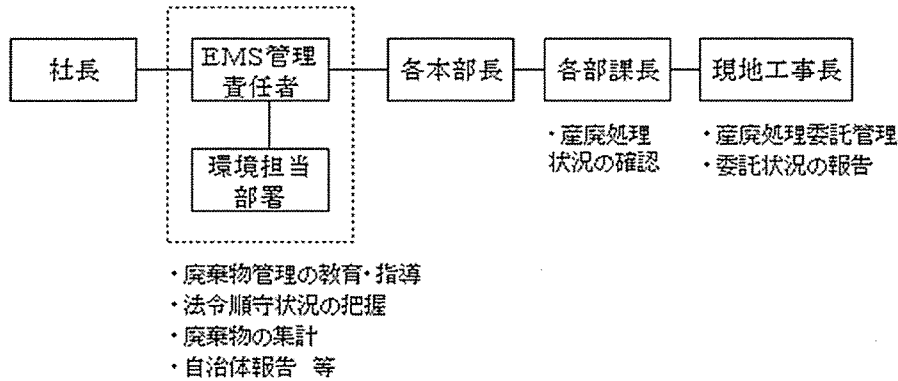 社長
EMS管理
責任者
各本部長
各部課長
現地工事長
環境担当
部署
・産廃処理
状況の確認
・産廃処理委託管理
・委託状況の報告
・廃棄物管理の教育・指導
・法令順守状況の把握
・廃棄物の集計
・自治体報告 等